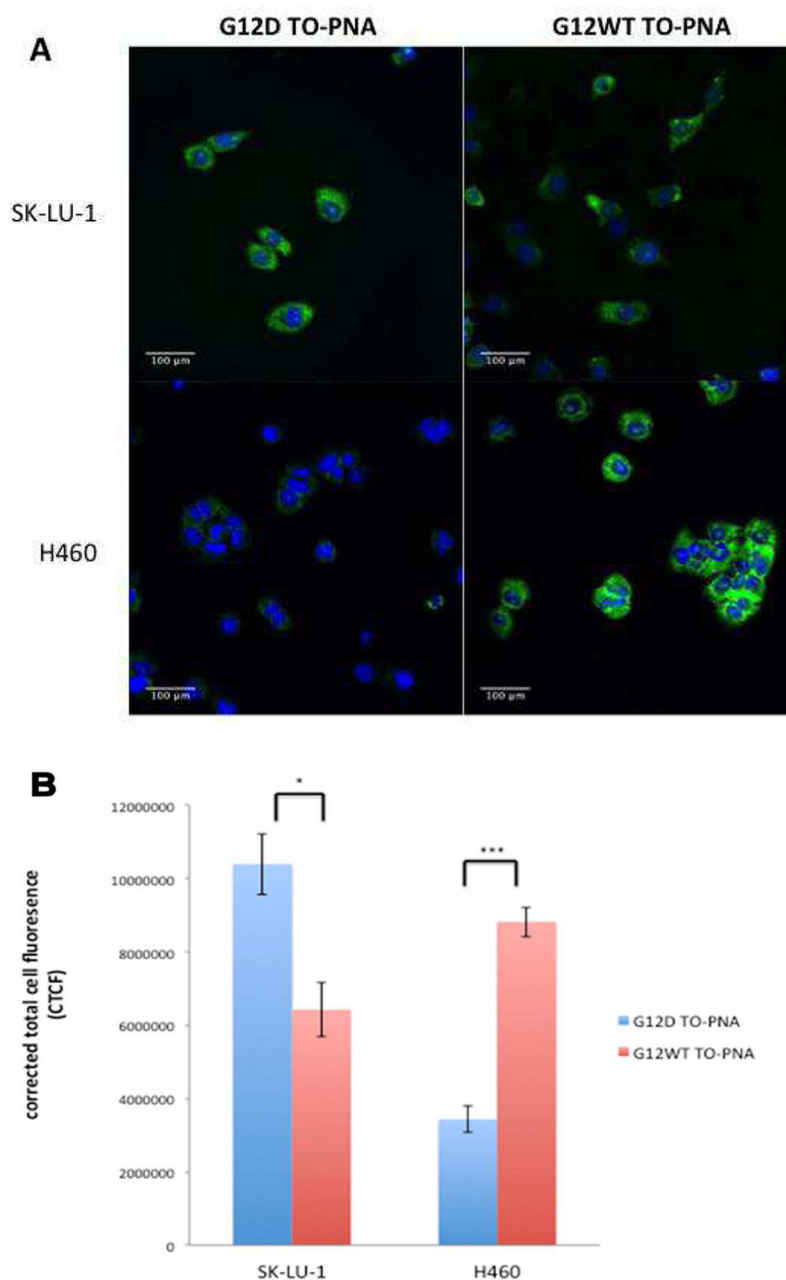 G12D TO-PNA G12WT TO-PNA
A
SK-LU-1
100 µm 100 µm
H460
100 µm 100 µm
B
*
***
12000000
10000000
8000000
6000000
4000000
2000000
0
corrected total cell fluoresence
(CTCF)
G12D TO-PNA
G12WT TO-PNA
SK-LU-1 H460